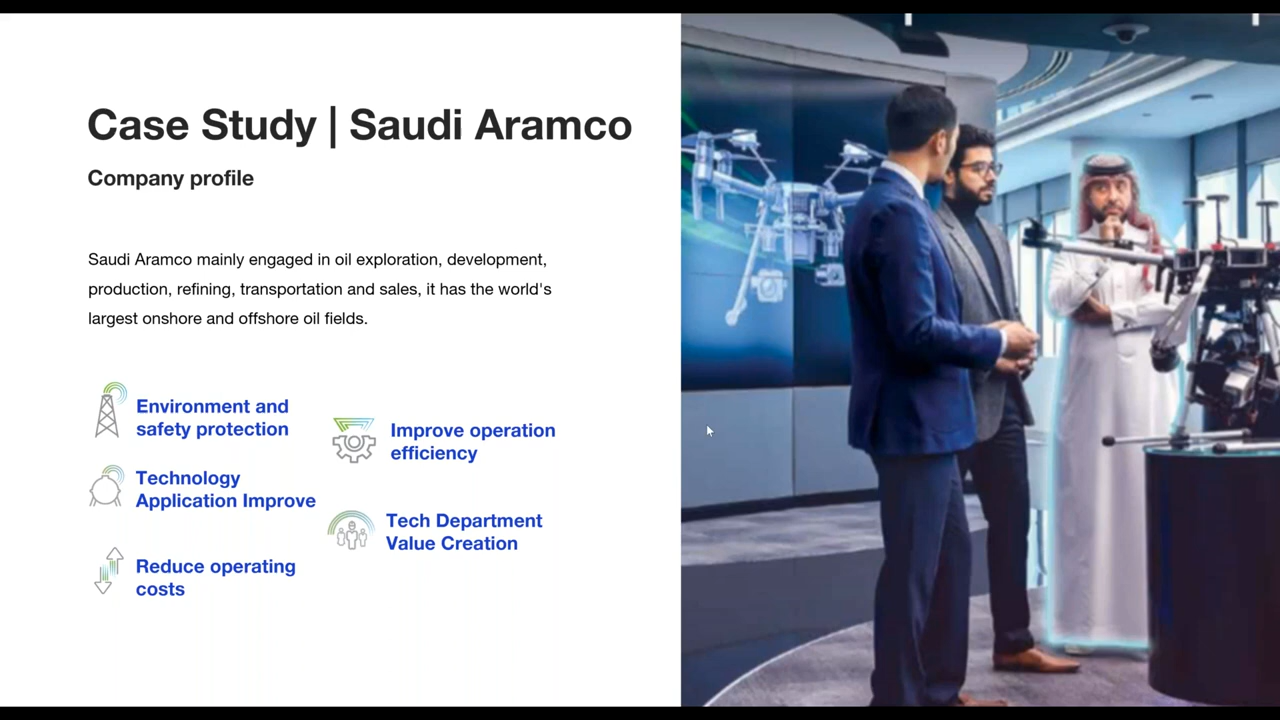 Case Study | Saudi Aramco
Company profile
Saudi Aramco mainly engaged in oil exploration, development,
production, refining, transportation and sales, it has the world's
largest onshore and offshore oil fields.
Environment and
safety protection
Technology
Application Improve
Reduce operating
costs
Improve operation
efficiency
Tech Department
Value Creation